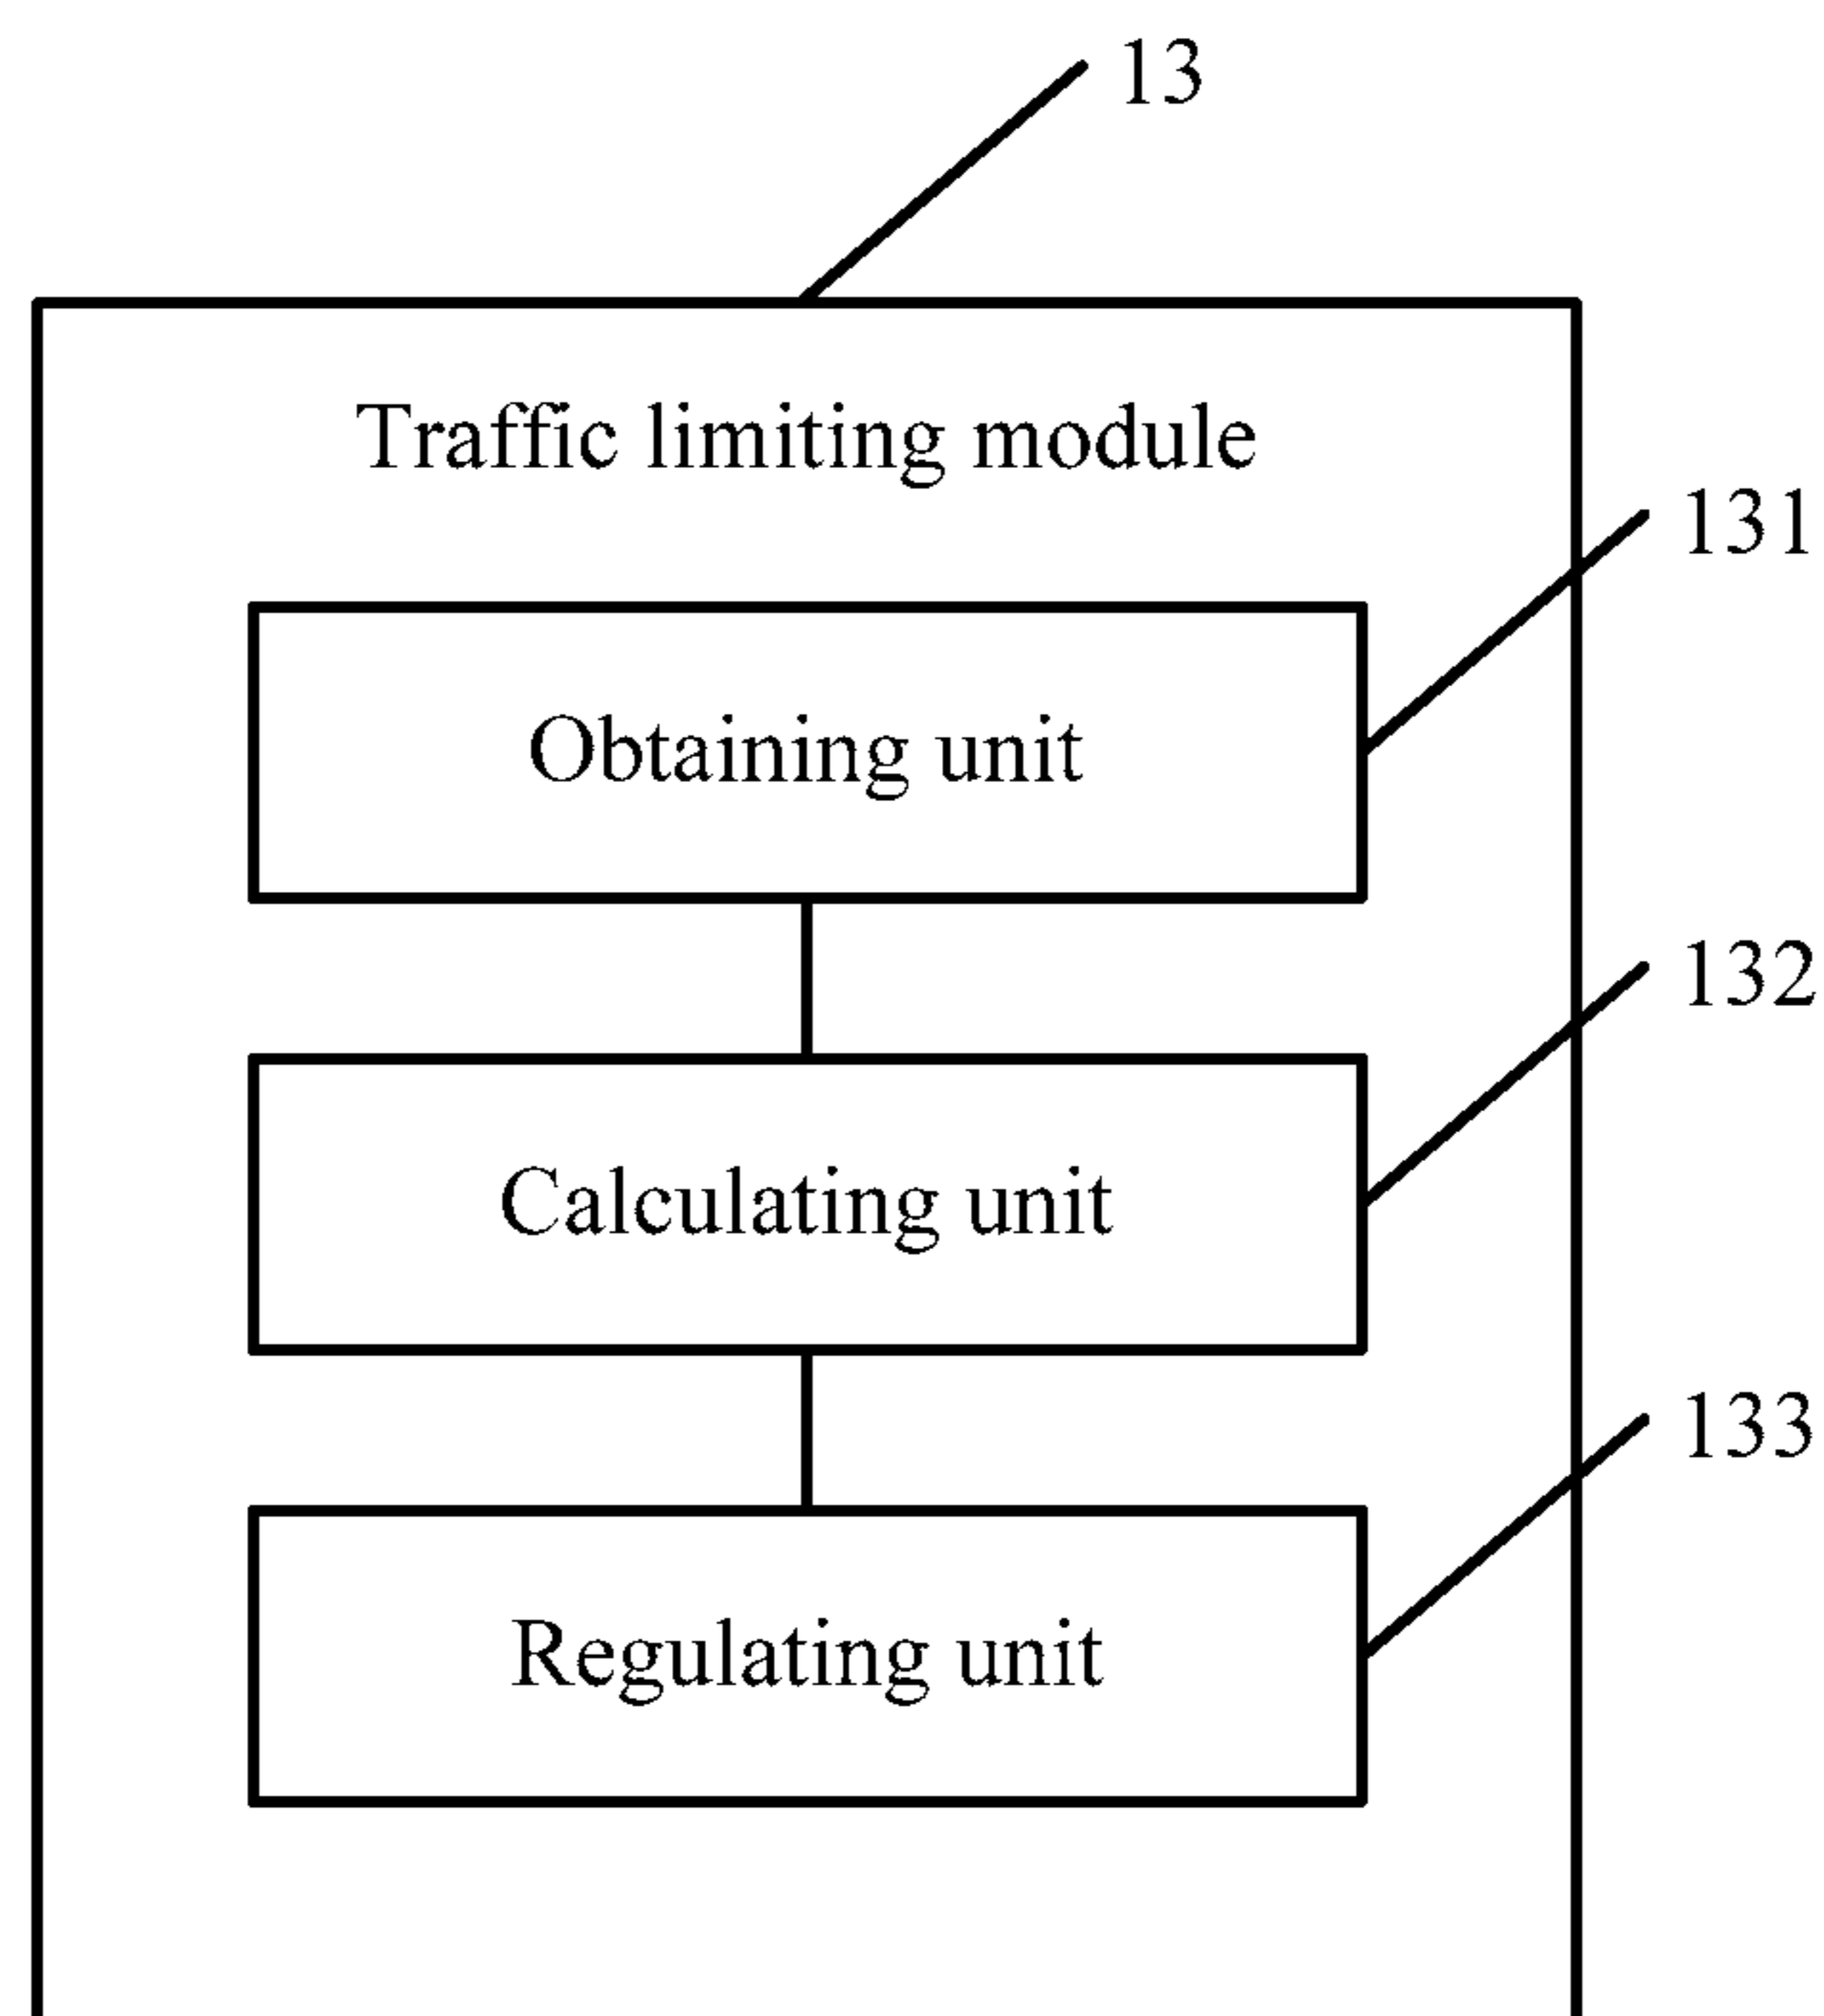 13
Traffic limiting module
131
Obtaining unit
132
Calculating unit
133
Regulating unit